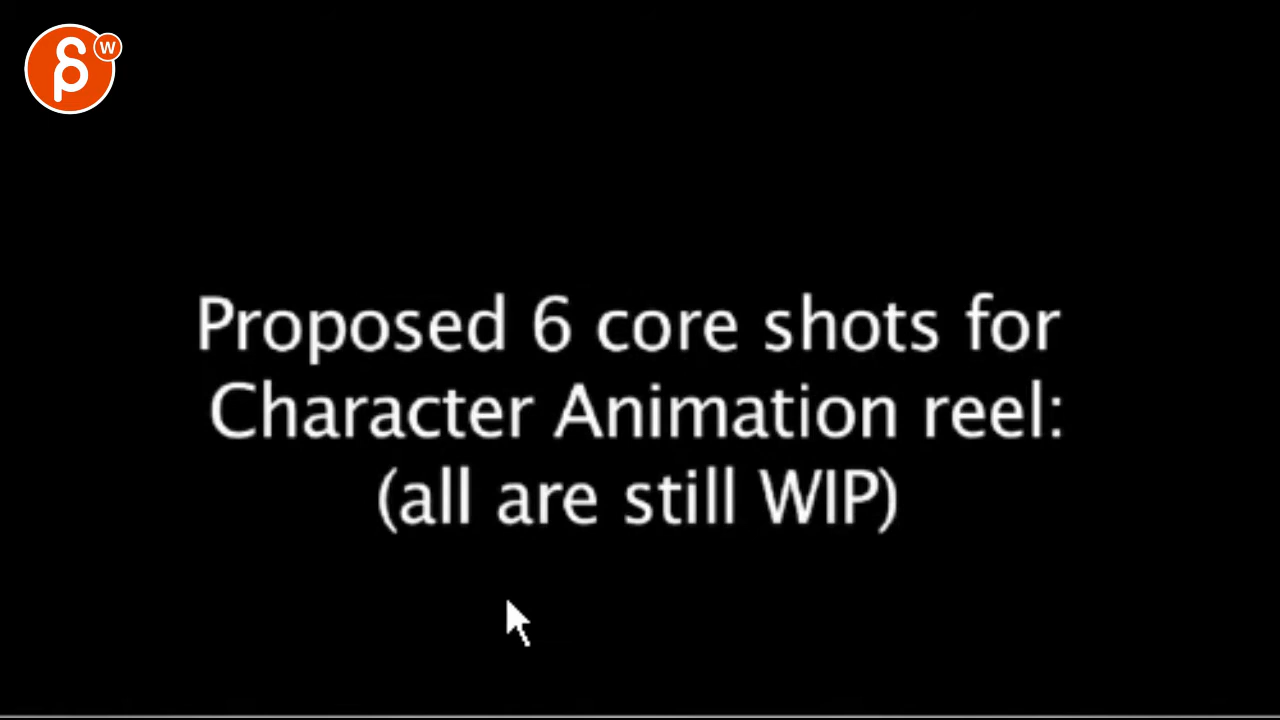 W
Proposed 6 core shots for
Character Animation reel:
(all are still WIP)